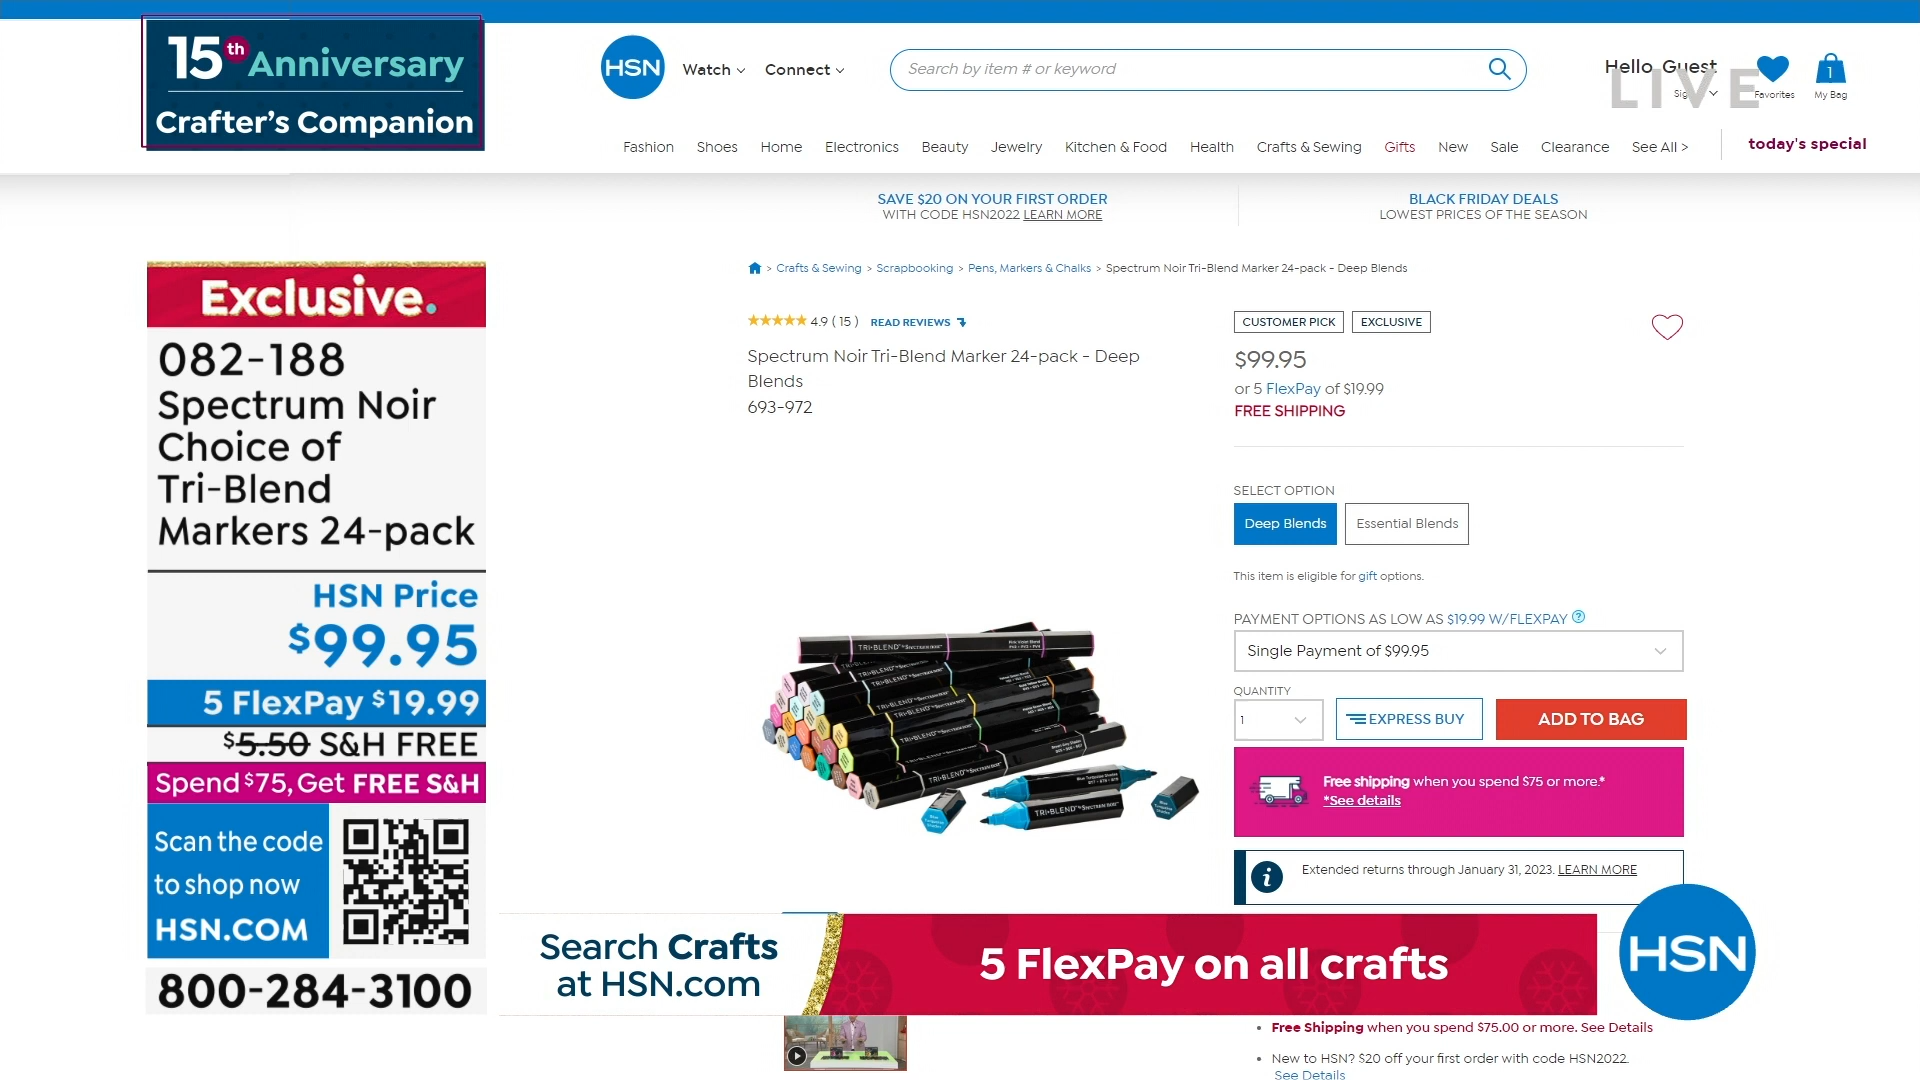 15th Anniversary
Crafter's Companion
HSN
Watch
Connect
Search by item # or keyword
Hello, Guest
LIVE
Favorites
1
My Bag
Fashion
Shoes
Home
Electronics
Beauty
Jewelry
Kitchen & Food
Health
Crafts & Sewing
Gifts
New
Sale
Clearance
See All >
today's special
SAVE $20 ON YOUR FIRST ORDER
WITH CODE HSN2022 LEARN MORE
BLACK FRIDAY DEALS
LOWEST PRICES OF THE SEASON
Exclusive.
082-188
Spectrum Noir
Choice of
Tri-Blend
Markers 24-pack
HSN Price
$99.95
5 FlexPay $19.99
$5.50 S&H FREE
Spend $75, Get FREE S&H
Scan the code
to shop now
HSN.COM
800-284-3100
> Crafts & Sewing > Scrapbooking > Pens, Markers & Chalks > Spectrum Noir Tri-Blend Marker 24-pack - Deep Blends
4.9 ( 15 ) READ REVIEWS
Spectrum Noir Tri-Blend Marker 24-pack - Deep
Blends
693-972
TRI-BLEND
TRI-BLEND
TRI-BLEND
CUSTOMER PICK
EXCLUSIVE
$99.95
or 5 FlexPay of $19.99
FREE SHIPPING
SELECT OPTION
Deep Blends
Essential Blends
This item is eligible for gift options.
PAYMENT OPTIONS AS LOW AS $19.99 W/FLEXPAY ?
Single Payment of $99.95
QUANTITY
1
EXPRESS BUY
ADD TO BAG
Free shipping when you spend $75 or more.*
*See details
i
Extended returns through January 31, 2023. LEARN MORE
Search Crafts
at HSN.com
5 FlexPay on all crafts
HSN
• Free Shipping when you spend $75.00 or more. See Details
• New to HSN? $20 off your first order with code HSN2022.
See Details